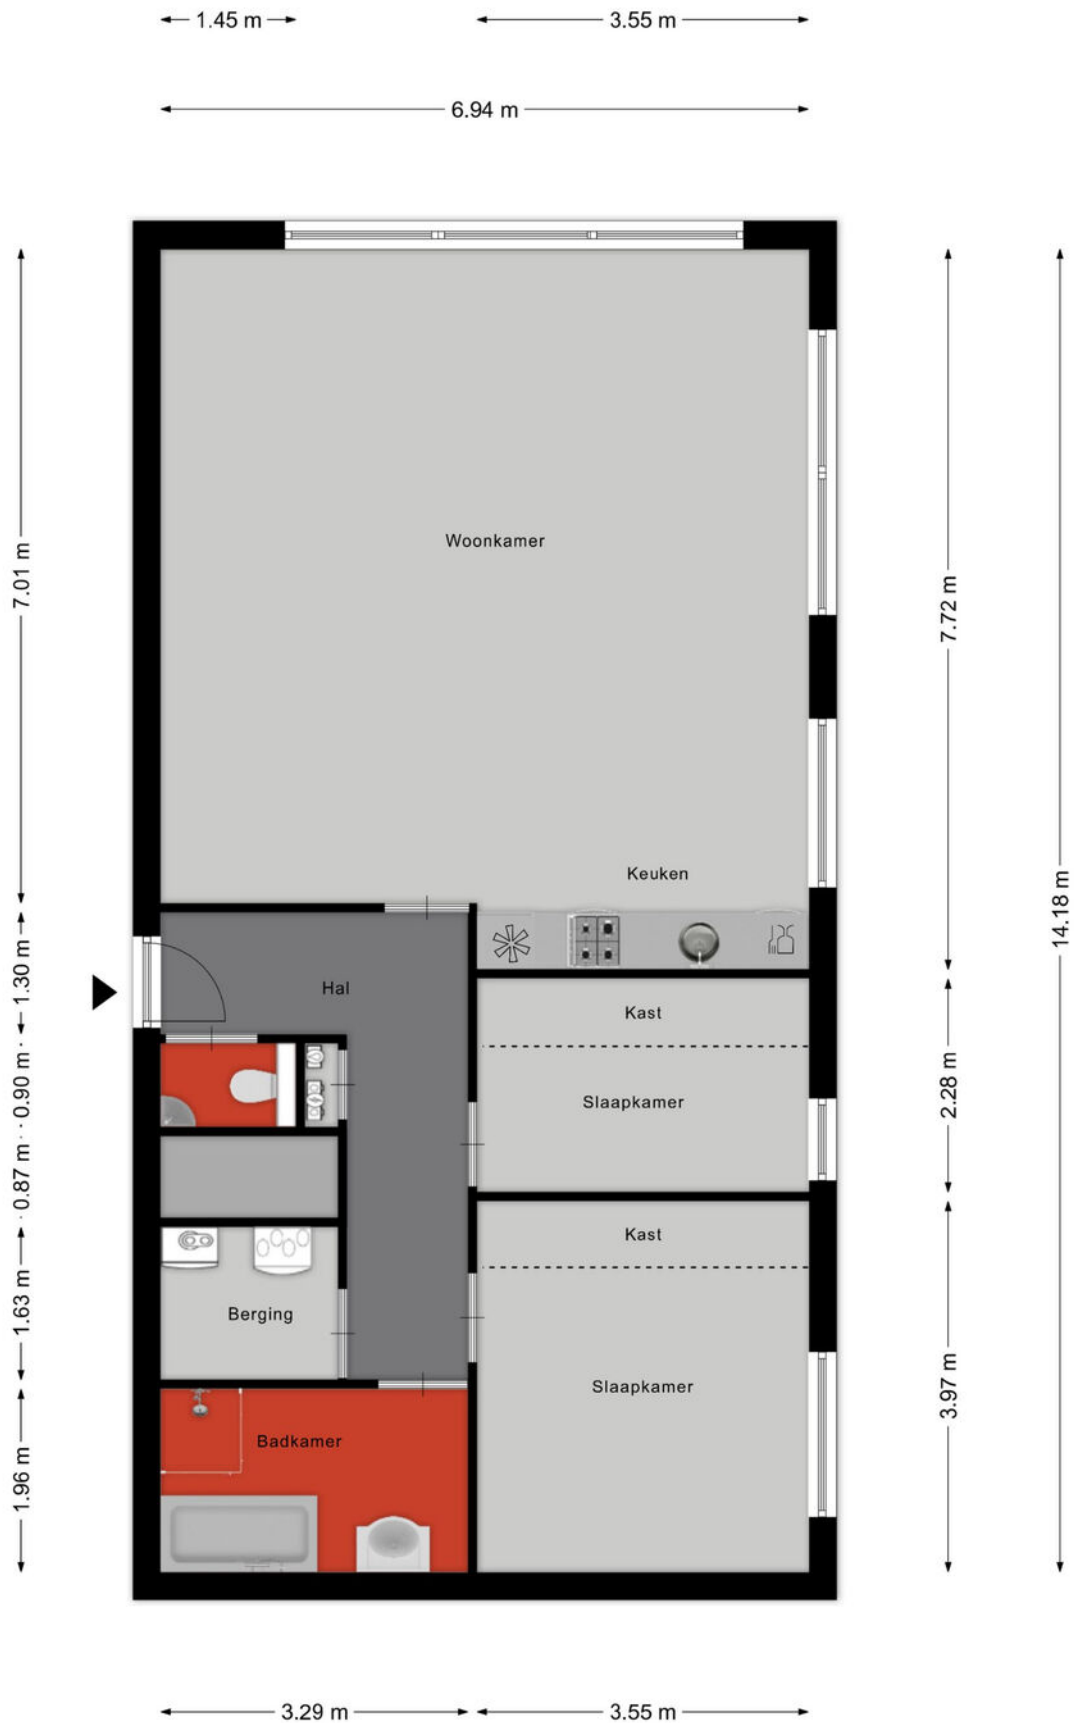 1.45 m
3.55 m
6.94 m
Woonkamer
7.01 m
7.72 m
Keuken
14.18 m
1.30 m
Hal
Kast
0.90 m
Slaapkamer
2.28 m
0.87 m
Kast
1.63 m
Berging
Slaapkamer
3.97 m
Badkamer
1.96 m
3.29 m
3.55 m